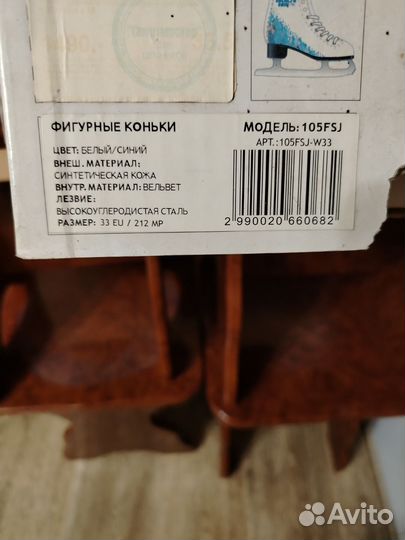 ФИГУРНЫЕ КОНЬКИ
МОДЕЛЬ: 105FSJ
АРТ.: 105FSJ-W33
ЦВЕТ: БЕЛЫЙ/СИНИЙ
ВНЕШ. МАТЕРИАЛ:
СИНТЕТИЧЕСКАЯ КОЖА
ВНУТР. МАТЕРИАЛ: ВЕЛЬВЕТ
ЛЕЗВИЕ:
ВЫСОКОУГЛЕРОДИСТАЯ СТАЛЬ
РАЗМЕР: 33 EU / 212 МР
2 990020 660682
Avito